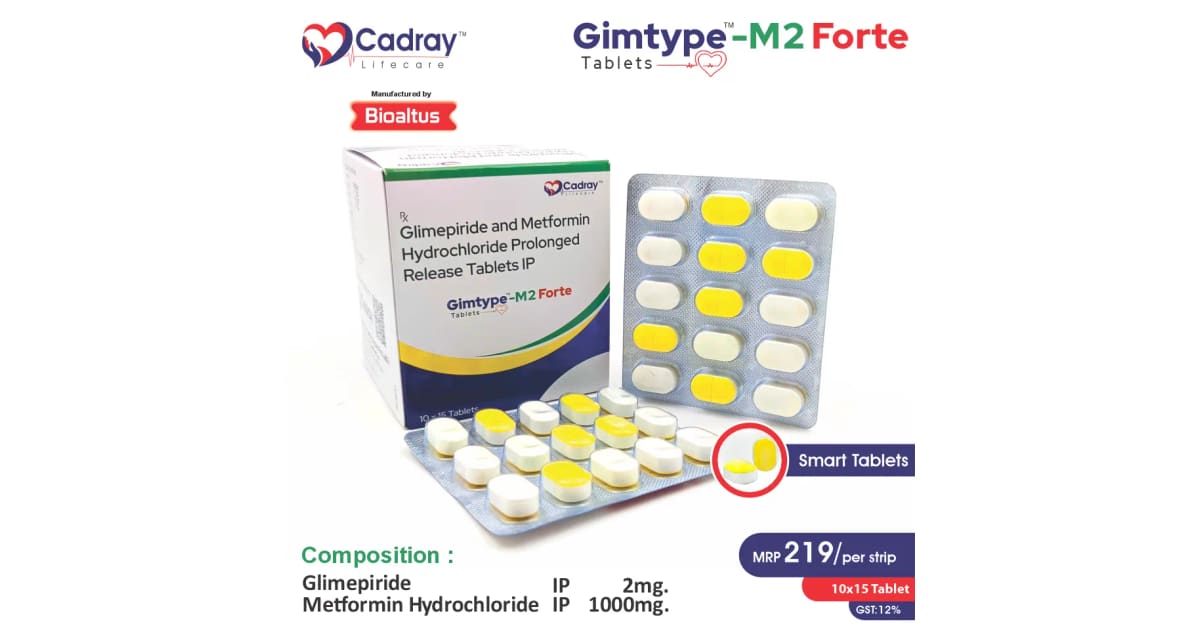 Cadray™
Lifecare
Gimtype™-M2 Forte
Tablets
Manufactured by
Bioaltus
Cadray™
Lifecare
Rx
Glimepiride and Metformin
Hydrochloride Prolonged
Release Tablets IP
Gimtype™-M2 Forte
Tablets
10 x 15 Tablets
Smart Tablets
Composition :
Glimepiride IP 2mg.
Metformin Hydrochloride IP 1000mg.
MRP 219/per strip
10x15 Tablet
GST:12%